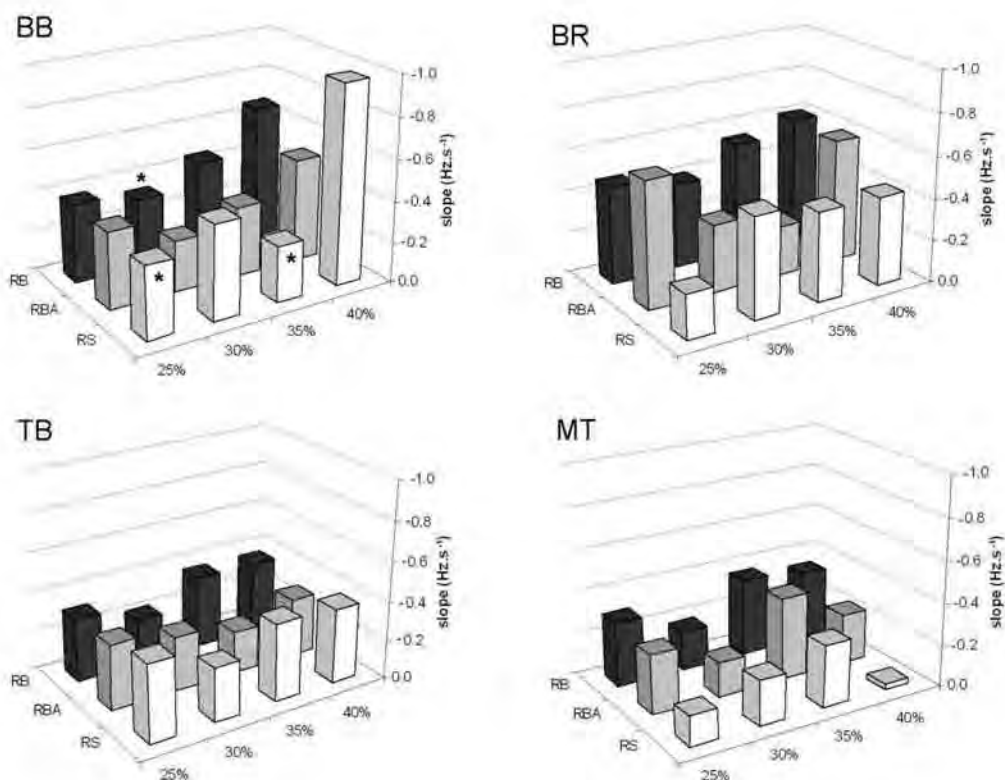 BB
-1.0
-0.8
-0.6
-0.4
-0.2
0.0
slope (Hz.s⁻¹)
*
*
*
RB
RBA
RS
25%
30%
35%
40%
BR
-1.0
-0.8
-0.6
-0.4
-0.2
0.0
slope (Hz.s⁻¹)
RB
RBA
RS
25%
30%
35%
40%
TB
-1.0
-0.8
-0.6
-0.4
-0.2
0.0
slope (Hz.s⁻¹)
RB
RBA
RS
25%
30%
35%
40%
MT
-1.0
-0.8
-0.6
-0.4
-0.2
0.0
slope (Hz.s⁻¹)
RB
RBA
RS
25%
30%
35%
40%